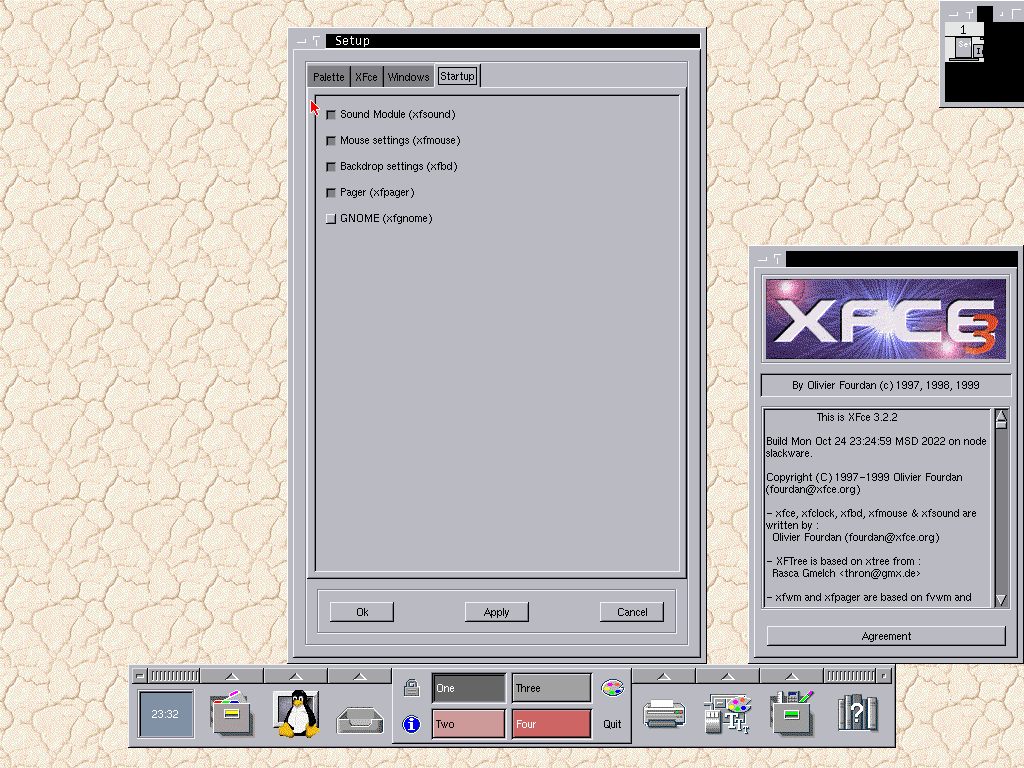 Setup
1
Se
I
Palette
XFce
Windows
Startup
Sound Module (xfsound)
Mouse settings (xfmouse)
Backdrop settings (xfbd)
Pager (xfpager)
GNOME (xfgnome)
Ok
Apply
Cancel
XFCE3
By Olivier Fourdan (c) 1997, 1998, 1999
This is XFce 3.2.2
Build Mon Oct 24 23:24:59 MSD 2022 on node
slackware.
Copyright (C) 1997-1999 Olivier Fourdan
(fourdan@xfce.org)
- xfce, xfclock, xfbd, xfmouse & xfsound are
written by :
Olivier Fourdan (fourdan@xfce.org)
- XFTree is based on xtree from :
Rasca Gmelch <thron@gmx.de>
- xfwm and xfpager are based on fvwm and
Agreement
23:32
One
Three
Two
Four
Quit